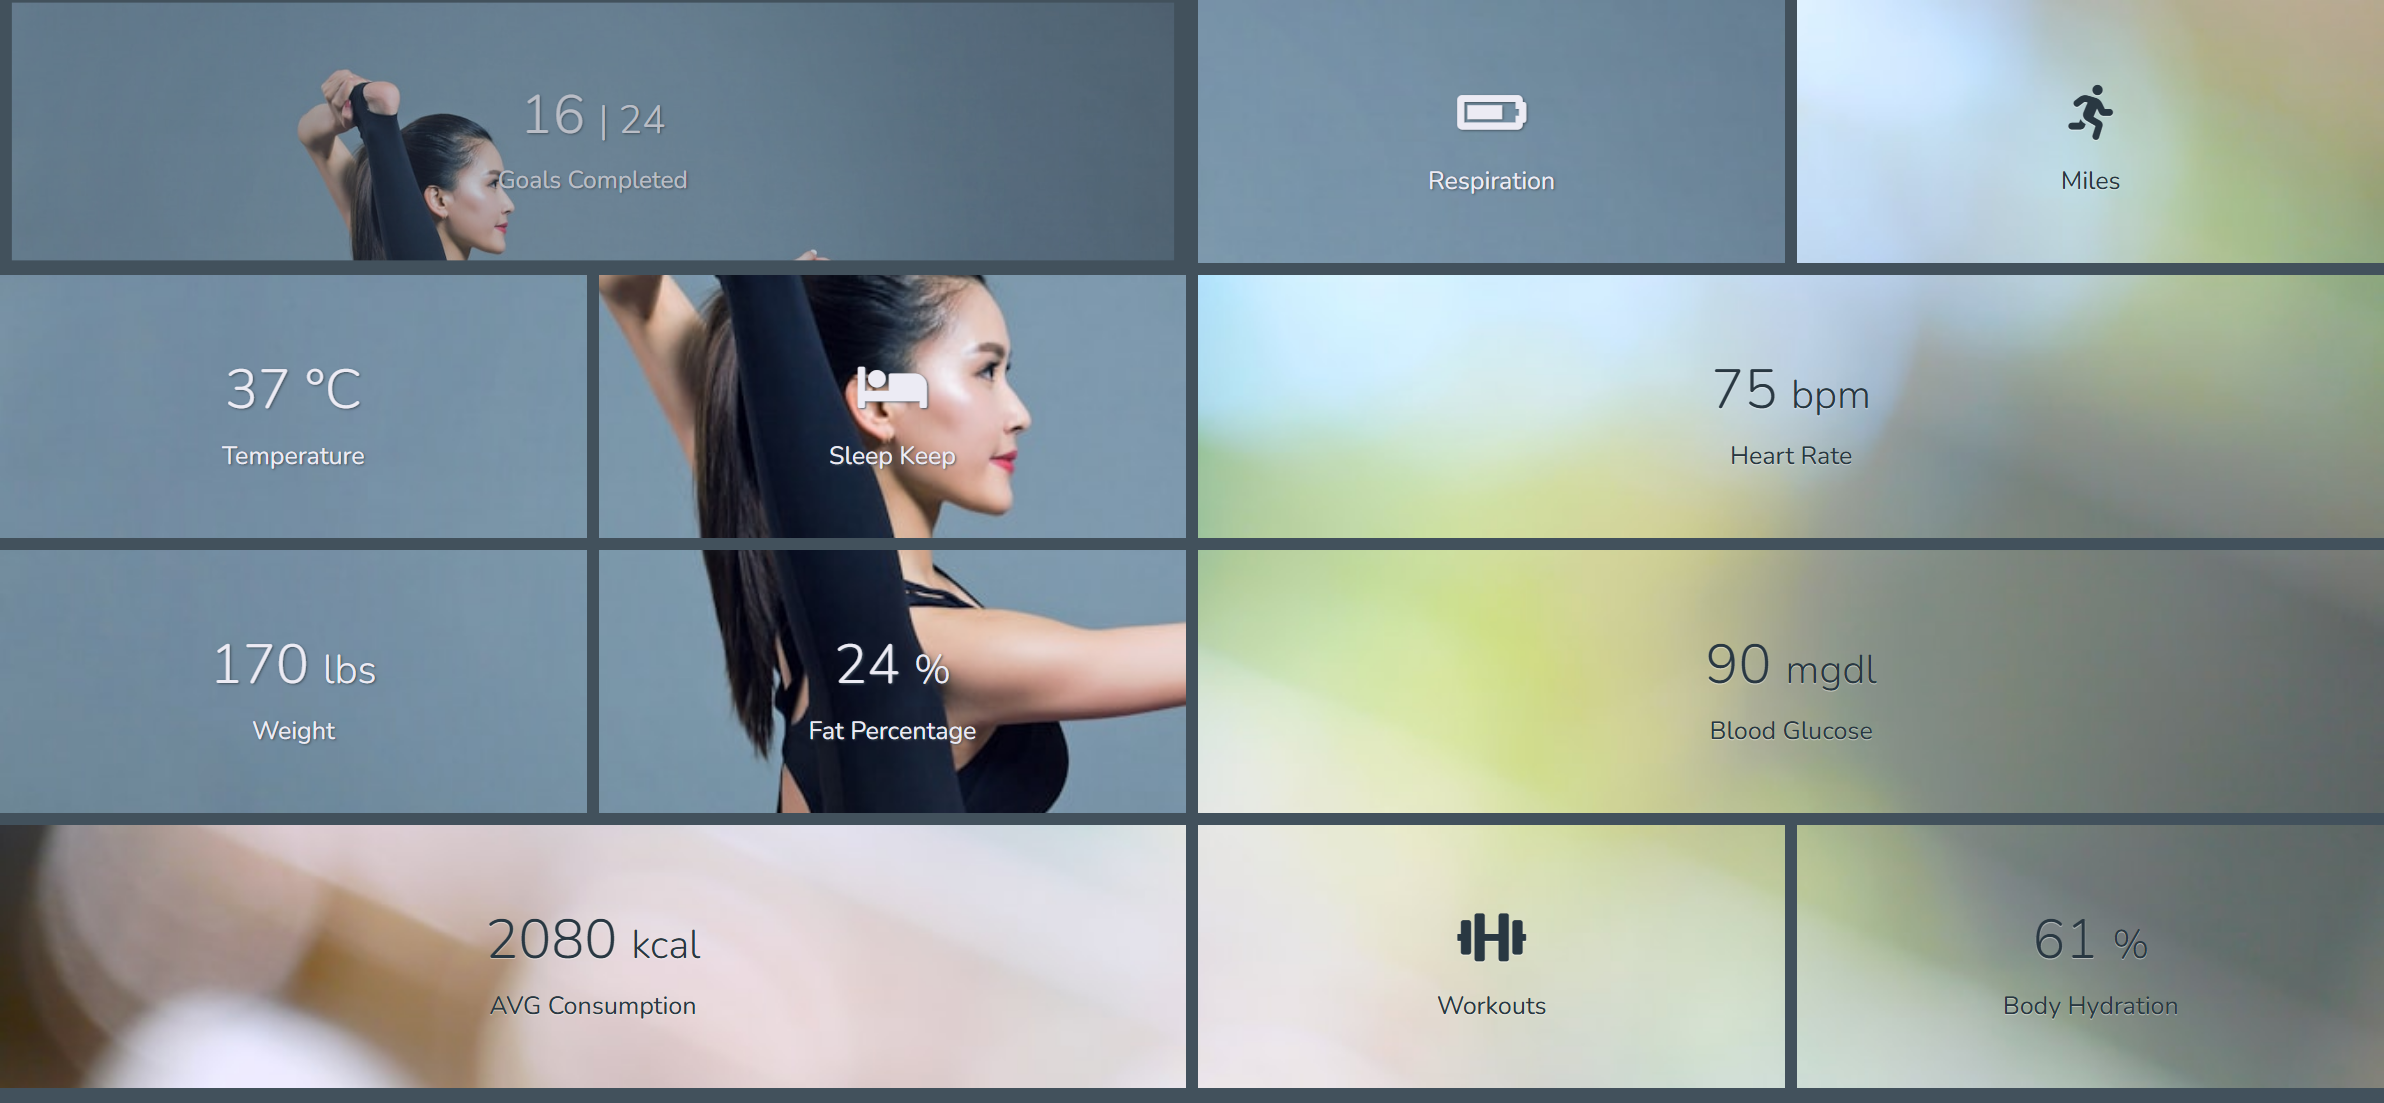 16 | 24
Goals Completed
Respiration
Miles
37 °C
Temperature
Sleep Keep
75 bpm
Heart Rate
170 lbs
Weight
24 %
Fat Percentage
90 mgdl
Blood Glucose
2080 kcal
AVG Consumption
Workouts
61 %
Body Hydration